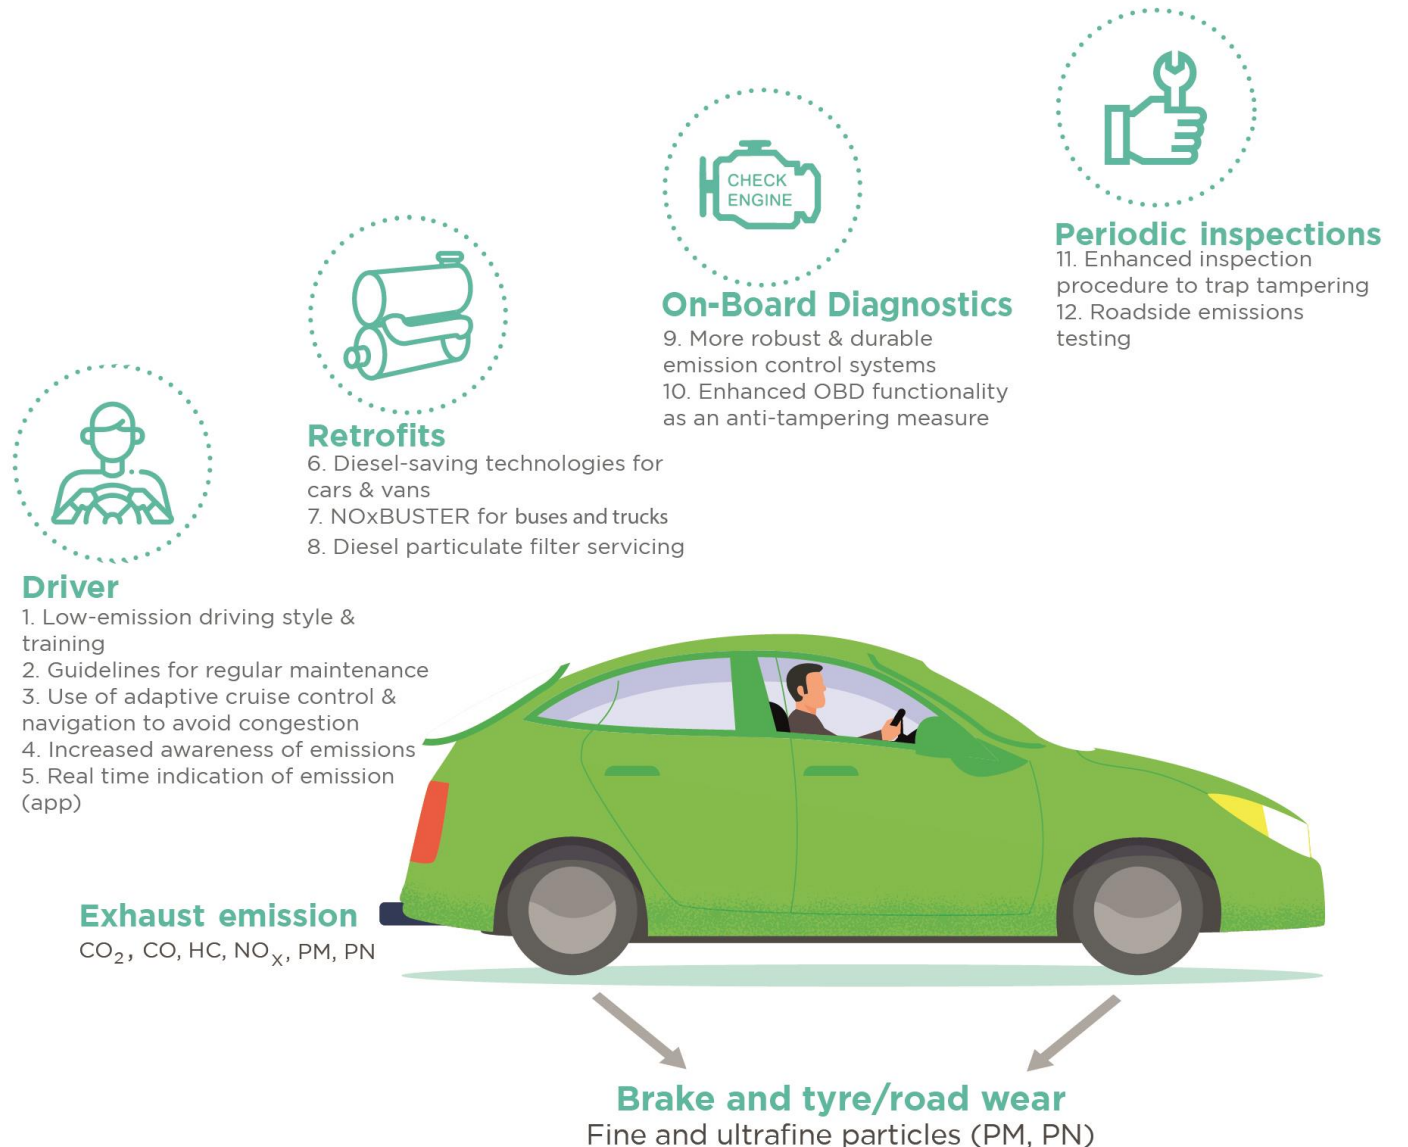 CHECK
ENGINE
Periodic inspections
11. Enhanced inspection
procedure to trap tampering
12. Roadside emissions
testing
On-Board Diagnostics
9. More robust & durable
emission control systems
10. Enhanced OBD functionality
as an anti-tampering measure
Retrofits
6. Diesel-saving technologies for
cars & vans
7. NOxBUSTER for buses and trucks
8. Diesel particulate filter servicing
Driver
1. Low-emission driving style &
training
2. Guidelines for regular maintenance
3. Use of adaptive cruise control &
navigation to avoid congestion
4. Increased awareness of emissions
5. Real time indication of emission
(app)
Exhaust emission
CO₂, CO, HC, NOₓ, PM, PN
Brake and tyre/road wear
Fine and ultrafine particles (PM, PN)